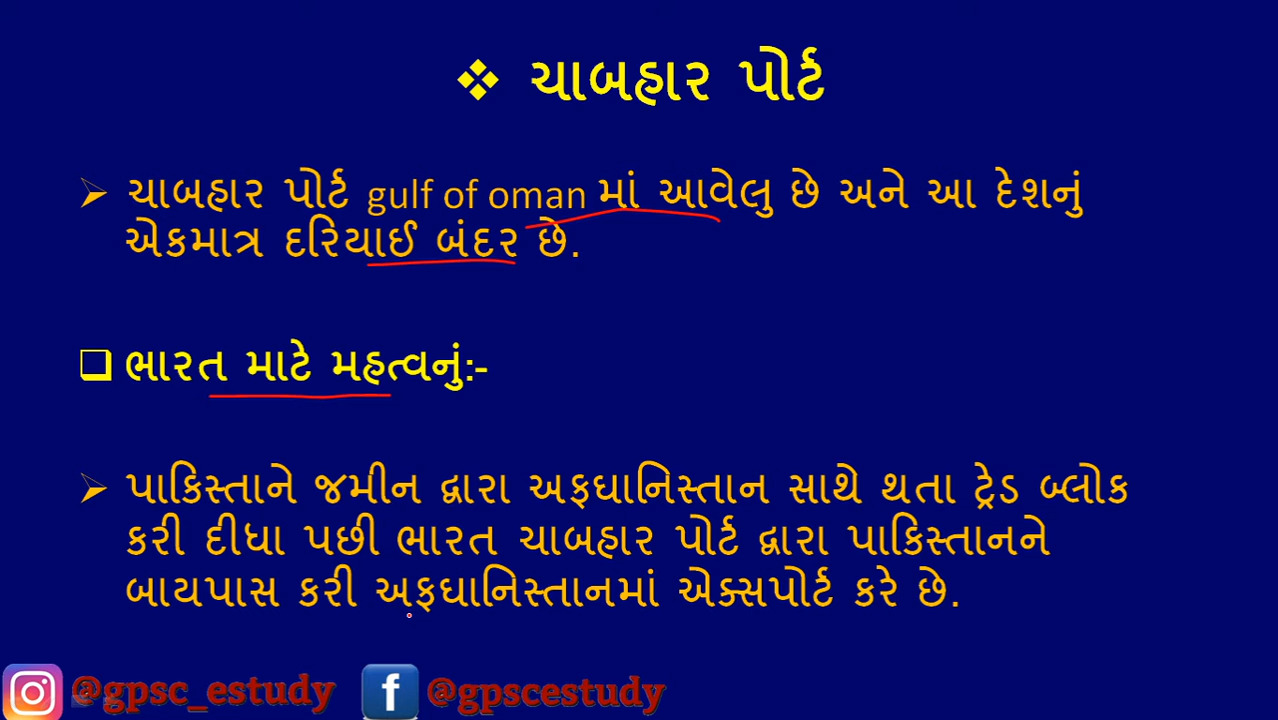 ❖ ચાબહાર પોર્ટ
➢ ચાબહાર પોર્ટ gulf of oman માં આવેલુ છે અને આ દેશનું
એકમાત્ર દરિયાઈ બંદર છે.
❑ ભારત માટે મહત્વનું:-
➢ પાકિસ્તાને જમીન દ્વારા અફઘાનિસ્તાન સાથે થતા ટ્રેડ બ્લોક
કરી દીધા પછી ભારત ચાબહાર પોર્ટ દ્વારા પાકિસ્તાનને
બાયપાસ કરી અફઘાનિસ્તાનમાં એક્સપોર્ટ કરે છે.
@gpsc_estudy f @gpscestudy